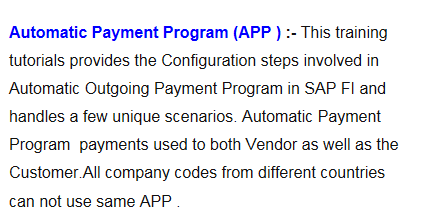 Automatic Payment Program (APP ) :- This training
tutorials provides the Configuration steps involved in
Automatic Outgoing Payment Program in SAP FI and
handles a few unique scenarios. Automatic Payment
Program  payments used to both Vendor as well as the
Customer.All company codes from different countries
can not use same APP .